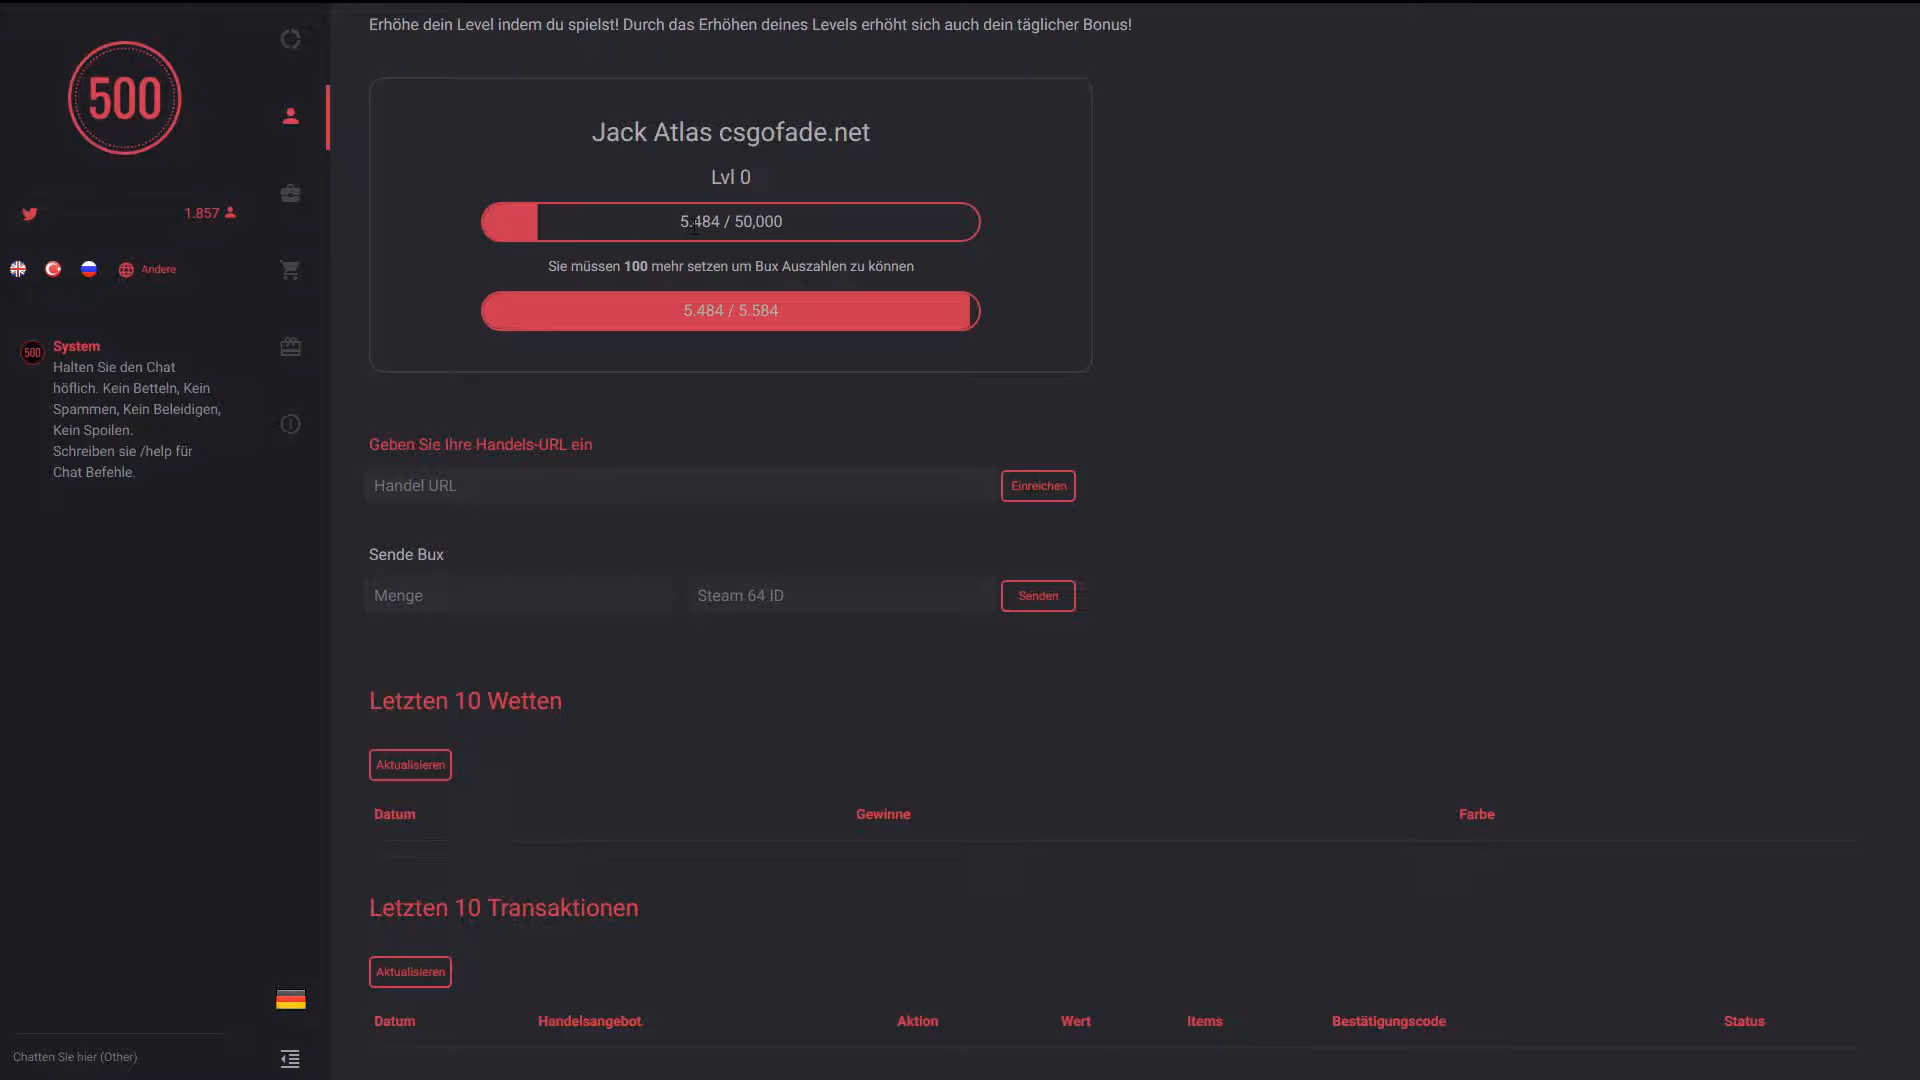 500
1.857
Andere
500
System
Halten Sie den Chat
höflich. Kein Betteln, Kein
Spammen, Kein Beleidigen,
Kein Spoilen.
Schreiben sie /help für
Chat Befehle.
Chatten Sie hier (Other)
Erhöhe dein Level indem du spielst! Durch das Erhöhen deines Levels erhöht sich auch dein täglicher Bonus!
Jack Atlas csgofade.net
Lvl 0
5.484 / 50,000
Sie müssen 100 mehr setzen um Bux Auszahlen zu können
5.484 / 5.584
Geben Sie Ihre Handels-URL ein
Handel URL Einreichen
Sende Bux
Menge Steam 64 ID Senden
Letzten 10 Wetten
Aktualisieren
Datum Gewinne Farbe
Letzten 10 Transaktionen
Aktualisieren
Datum Handelsangebot Aktion Wert Items Bestätigungscode Status